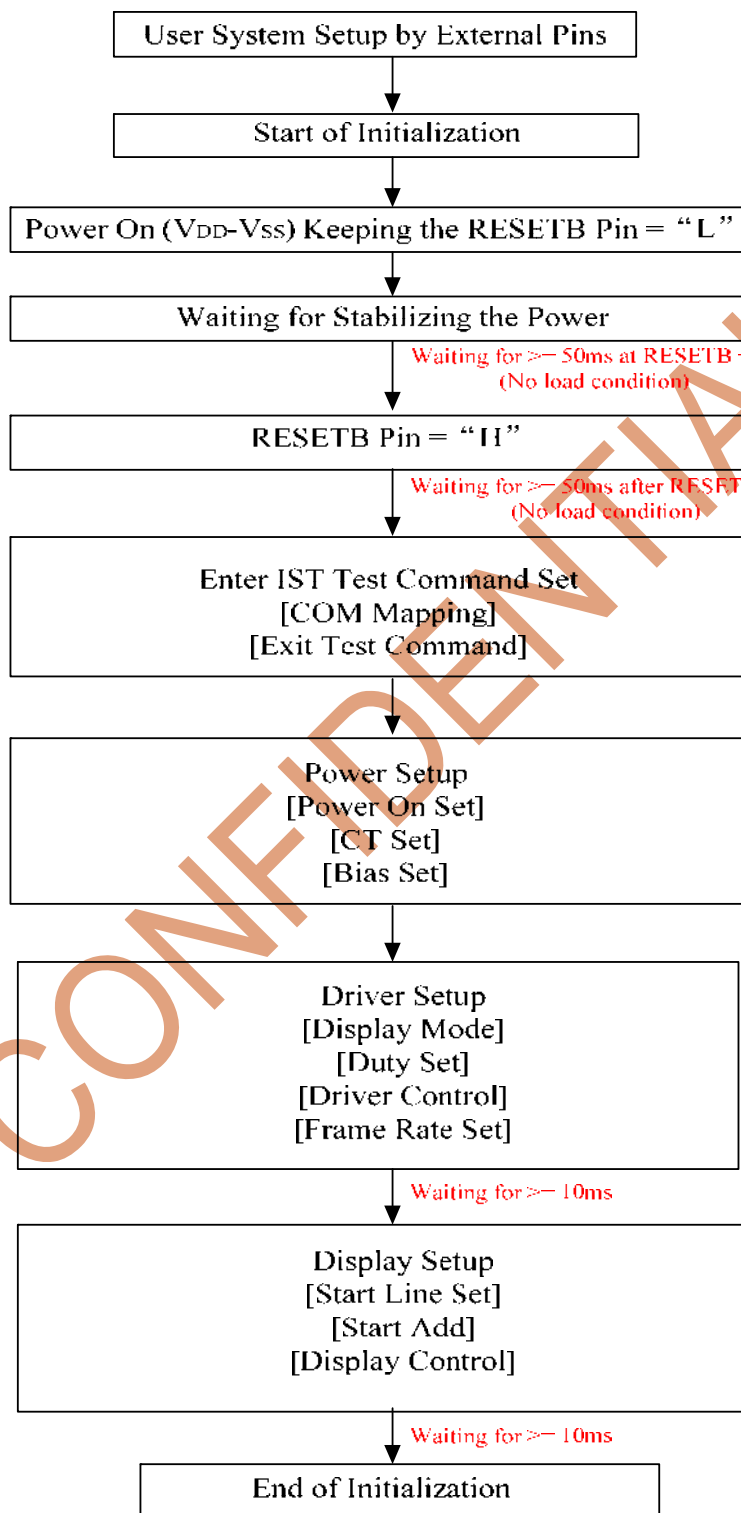 User System Setup by External Pins
Start of Initialization
Power On (VDD-VSS) Keeping the RESETB Pin = “L”
Waiting for Stabilizing the Power
Waiting for >= 50ms at RESETB
(No load condition)
RESETB Pin = “H”
Waiting for >= 50ms after RESET
(No load condition)
Enter IST Test Command Set
[COM Mapping]
[Exit Test Command]
Power Setup
[Power On Set]
[CT Set]
[Bias Set]
Driver Setup
[Display Mode]
[Duty Set]
[Driver Control]
[Frame Rate Set]
Waiting for >= 10ms
Display Setup
[Start Line Set]
[Start Add]
[Display Control]
Waiting for >= 10ms
End of Initialization
CONFIDENTIA